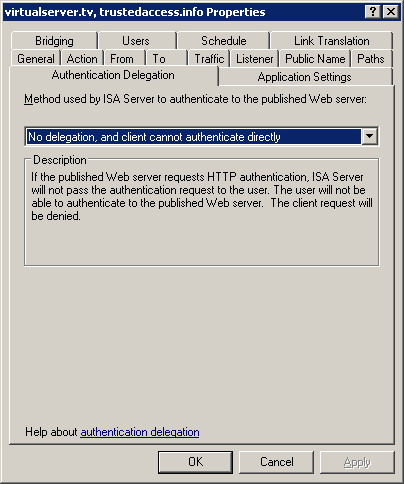 virtualserver.tv, trustedaccess.info Properties
Bridging Users Schedule Link Translation
General Action From To Traffic Listener Public Name Paths
Authentication Delegation Application Settings
Method used by ISA Server to authenticate to the published Web server:
No delegation, and client cannot authenticate directly
Description
If the published Web server requests HTTP authentication, ISA Server
will not pass the authentication request to the user. The user will not be
able to authenticate to the published Web server. The client request will
be denied.
Help about authentication delegation
OK Cancel Apply